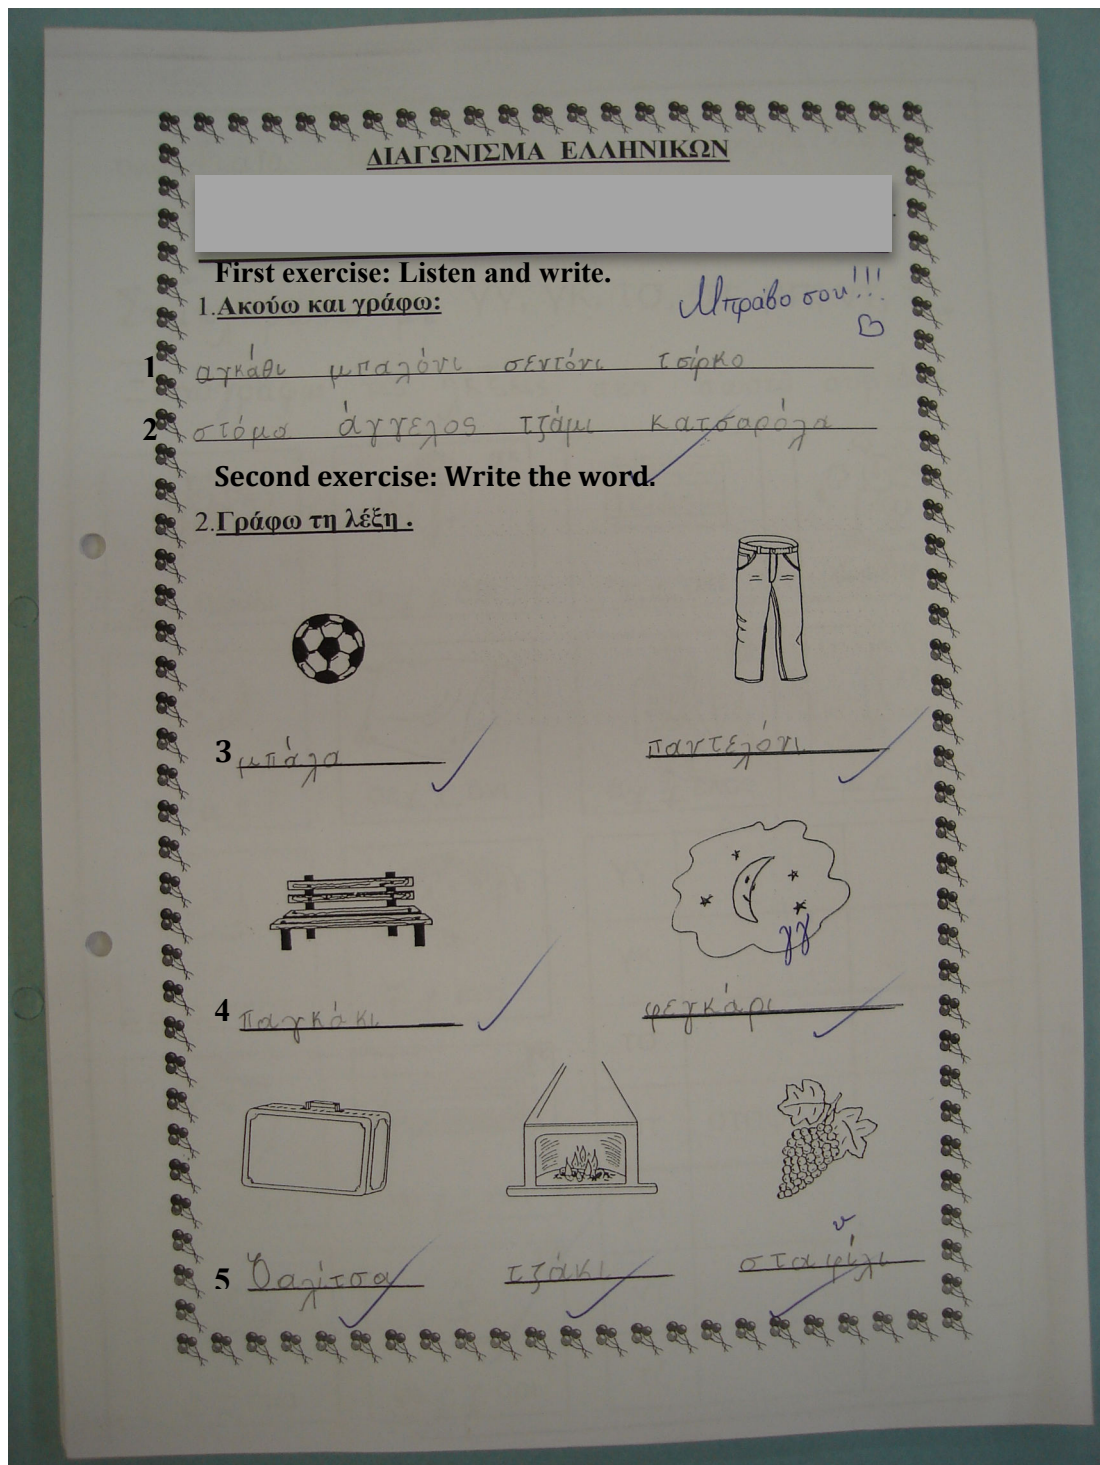 ΔΙΑΓΩΝΙΣΜΑ ΕΛΛΗΝΙΚΩΝ
First exercise: Listen and write.
1.Ακούω και γράφω:
Μπράβο σου!!!
1 αγκάθι μπαλόνι σεντόνι τσίρκο
2 στόμα άγγελος τζάμι κατσαρόλα
Second exercise: Write the word.
2.Γράφω τη λέξη .
3 μπάλα παντελόνι
γγ
4 παγκάκι φεγκάρι
υ
5 βαλίτσα τζάκι σταφίλι